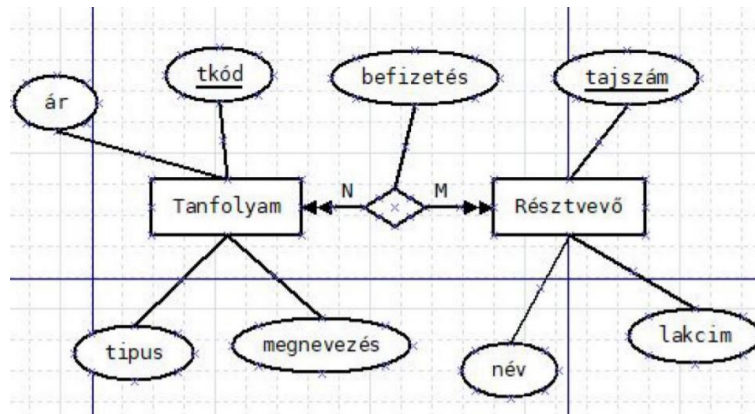 ár
tkód
befizetés
tajszám
Tanfolyam
N
M
Résztvevő
tipus
megnevezés
név
lakcim